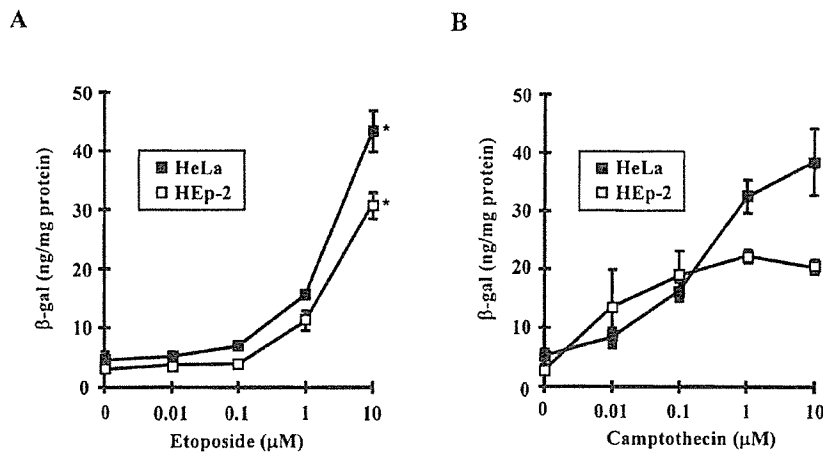 A
β-gal (ng/mg protein)
50
40
30
20
10
0
HeLa
HEp-2
*
*
0 0.01 0.1 1 10
Etoposide (µM)
B
β-gal (ng/mg protein)
50
40
30
20
10
0
HeLa
HEp-2
0 0.01 0.1 1 10
Camptothecin (µM)